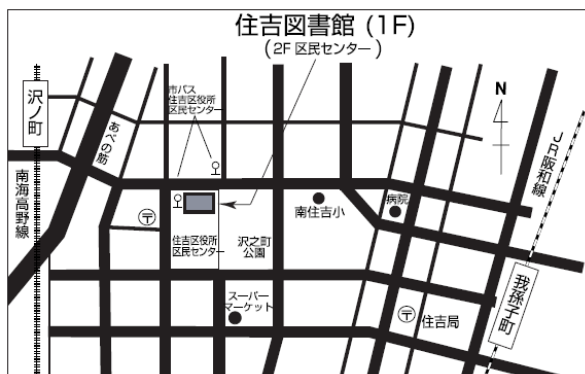 住吉図書館 (1F)
(2F 区民センター)
沢ノ町
南海高野線
あべの筋
市バス
住吉区役所
区民センター
N
JR阪和線
〒
住吉区役所
区民センター
沢之町
公園
南住吉小
病院
スーパー
マーケット
〒
住吉局
我孫子町